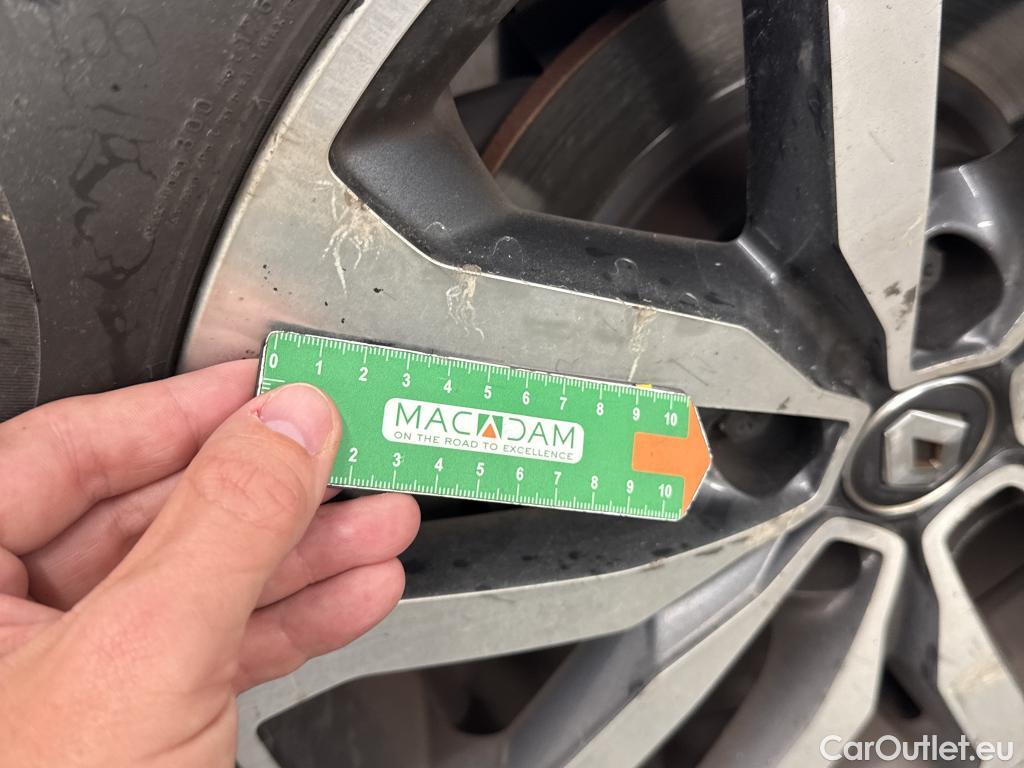 3100
0 1 2 3 4 5 6 7 8 9 10
MACADAM
ON THE ROAD TO EXCELLENCE
2 3 4 5 6 7 8 9 10
CarOutlet.eu